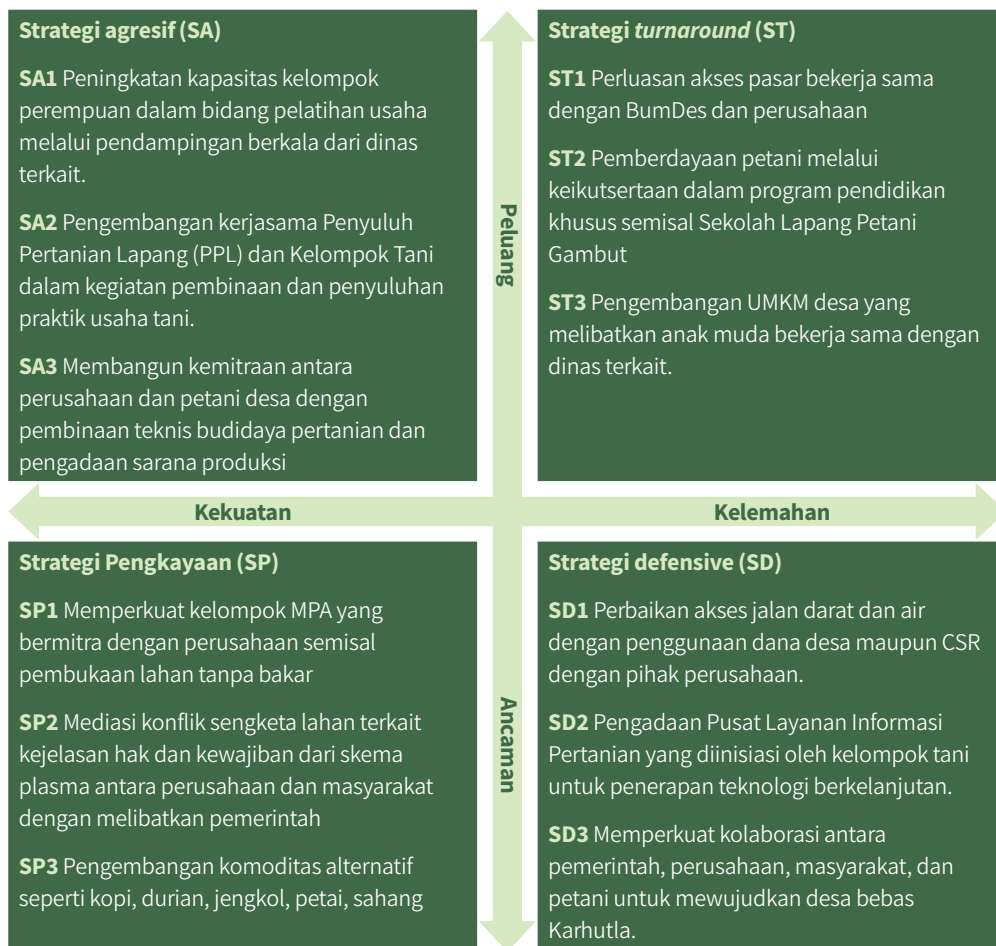 Strategi agresif (SA)
SA1 Peningkatan kapasitas kelompok
perempuan dalam bidang pelatihan usaha
melalui pendampingan berkala dari dinas
terkait.
SA2 Pengembangan kerjasama Penyuluh
Pertanian Lapang (PPL) dan Kelompok Tani
dalam kegiatan pembinaan dan penyuluhan
praktik usaha tani.
SA3 Membangun kemitraan antara
perusahaan dan petani desa dengan
pembinaan teknis budidaya pertanian dan
pengadaan sarana produksi
Peluang
Strategi turnaround (ST)
ST1 Perluasan akses pasar bekerja sama
dengan BumDes dan perusahaan
ST2 Pemberdayaan petani melalui
keikutsertaan dalam program pendidikan
khusus semisal Sekolah Lapang Petani
Gambut
ST3 Pengembangan UMKM desa yang
melibatkan anak muda bekerja sama dengan
dinas terkait.
Kekuatan
Kelemahan
Strategi Pengkayaan (SP)
SP1 Memperkuat kelompok MPA yang
bermitra dengan perusahaan semisal
pembukaan lahan tanpa bakar
SP2 Mediasi konflik sengketa lahan terkait
kejelasan hak dan kewajiban dari skema
plasma antara perusahaan dan masyarakat
dengan melibatkan pemerintah
SP3 Pengembangan komoditas alternatif
seperti kopi, durian, jengkol, petai, sahang
Ancaman
Strategi defensive (SD)
SD1 Perbaikan akses jalan darat dan air
dengan penggunaan dana desa maupun CSR
dengan pihak perusahaan.
SD2 Pengadaan Pusat Layanan Informasi
Pertanian yang diinisiasi oleh kelompok tani
untuk penerapan teknologi berkelanjutan.
SD3 Memperkuat kolaborasi antara
pemerintah, perusahaan, masyarakat, dan
petani untuk mewujudkan desa bebas
Karhutla.